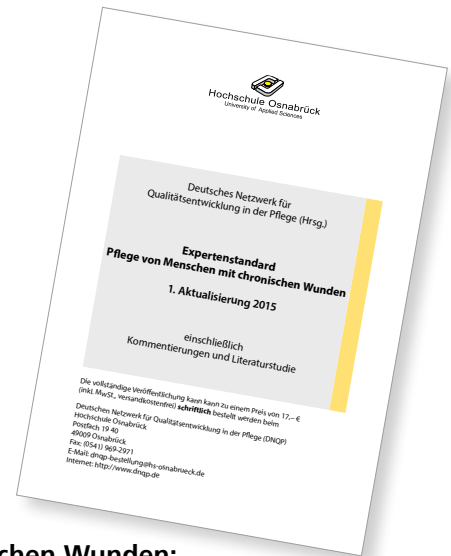 Hochschule Osnabrück
University of Applied Sciences
Deutsches Netzwerk für
Qualitätsentwicklung in der Pflege (Hrsg.)
Expertenstandard
Pflege von Menschen mit chronischen Wunden
1. Aktualisierung 2015
einschließlich
Kommentierungen und Literaturstudie
Die vollständige Veröffentlichung kann kann zu einem Preis von 17,– €
(inkl. MwSt., versandkostenfrei) schriftlich bestellt werden beim
Deutschen Netzwerk für Qualitätsentwicklung in der Pflege (DNQP)
Hochschule Osnabrück
Postfach 19 40
49009 Osnabrück
Fax: (0541) 969-2971
E-Mail: dnqp-bestellung@hs-osnabrueck.de
Internet: http://www.dnqp.de
chen Wunden: